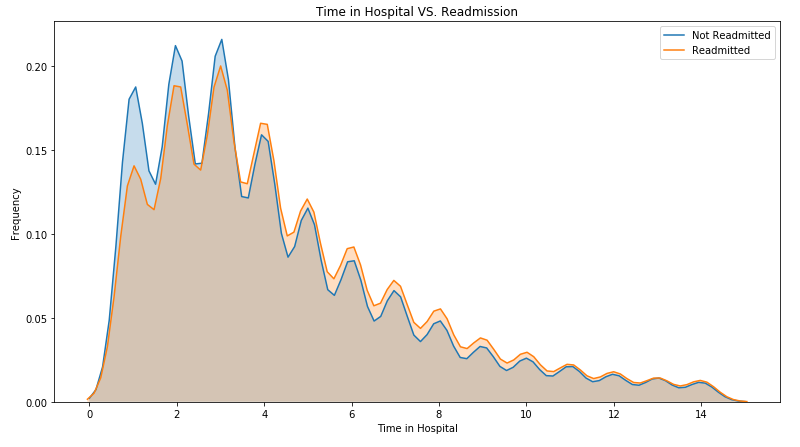 Time in Hospital VS. Readmission
Not Readmitted
Readmitted
Frequency
0.20
0.15
0.10
0.05
0.00
0 2 4 6 8 10 12 14
Time in Hospital